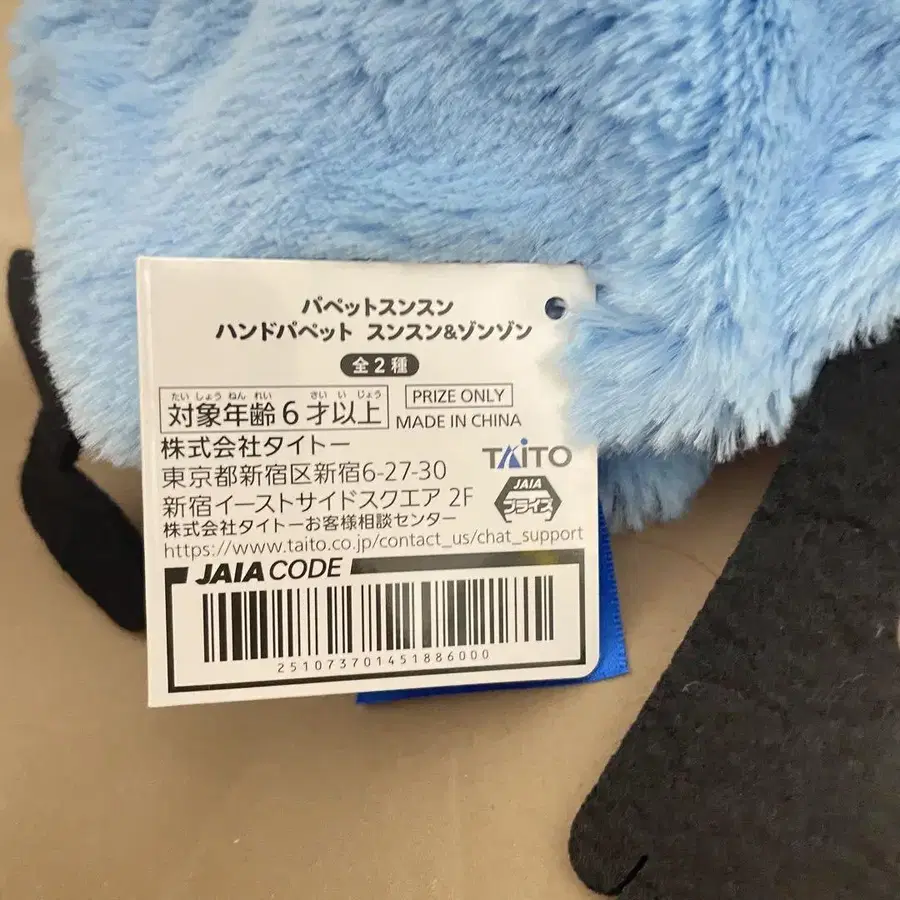 パペットスンスン
ハンドパペット スンスン&ゾンゾン
全2種
たいしょうねんれい さいいじょう
対象年齢6才以上
PRIZE ONLY
MADE IN CHINA
株式会社タイトー
TAITO
東京都新宿区新宿6-27-30
新宿イーストサイドスクエア 2F
JAIA
プライズ
株式会社タイトーお客様相談センター
https://www.taito.co.jp/contact_us/chat_support
JAIA CODE
251073701451886000